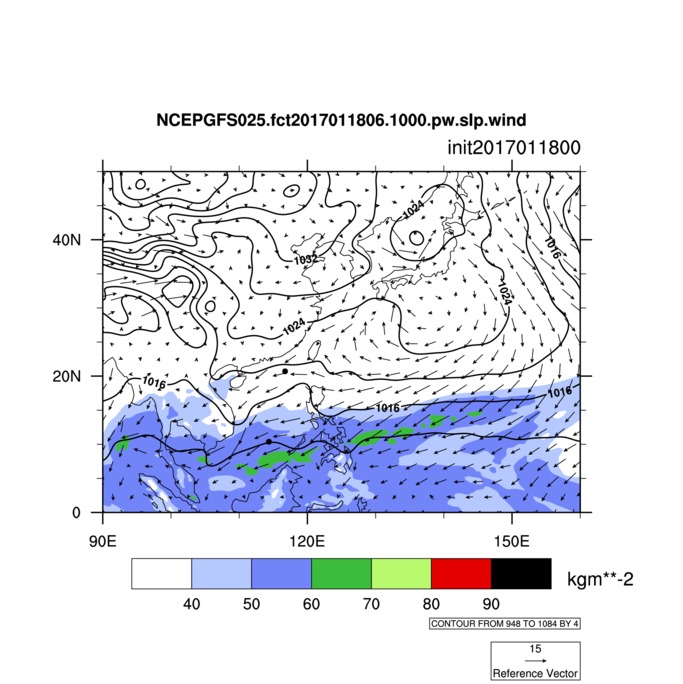 NCEPGFS025.fct2017011806.1000.pw.slp.wind
init2017011800
1024
40N
1016
1032
1024
1024
20N
1016
1016
1016
0
90E 120E 150E
kgm**-2
40 50 60 70 80 90
CONTOUR FROM 948 TO 1084 BY 4
15
Reference Vector